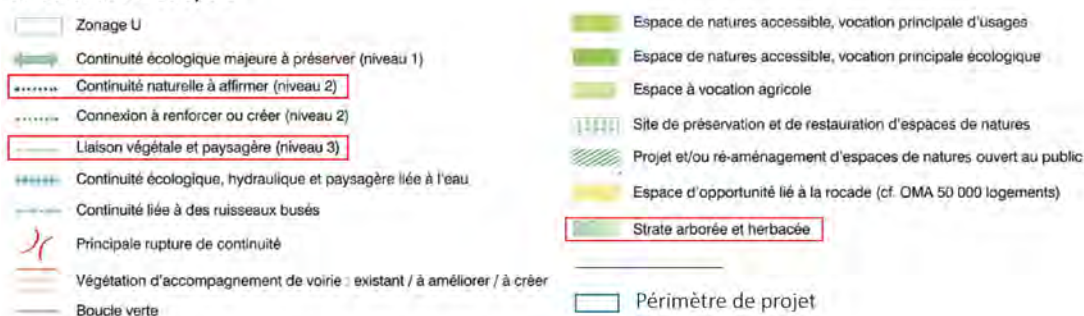 Zonage U
Continuité écologique majeure à préserver (niveau 1)
Continuité naturelle à affirmer (niveau 2)
Connexion à renforcer ou créer (niveau 2)
Liaison végétale et paysagère (niveau 3)
Continuité écologique, hydraulique et paysagère liée à l'eau
Continuité liée à des ruisseaux busés
Principale rupture de continuité
Végétation d'accompagnement de voirie : existant / à améliorer / à créer
Boucle verte
Espace de natures accessible, vocation principale d'usages
Espace de natures accessible, vocation principale écologique
Espace à vocation agricole
Site de préservation et de restauration d'espaces de natures
Projet et/ou ré-aménagement d'espaces de natures ouvert au public
Espace d'opportunité lié à la rocade (cf. OMA 50 000 logements)
Strate arborée et herbacée
Périmètre de projet